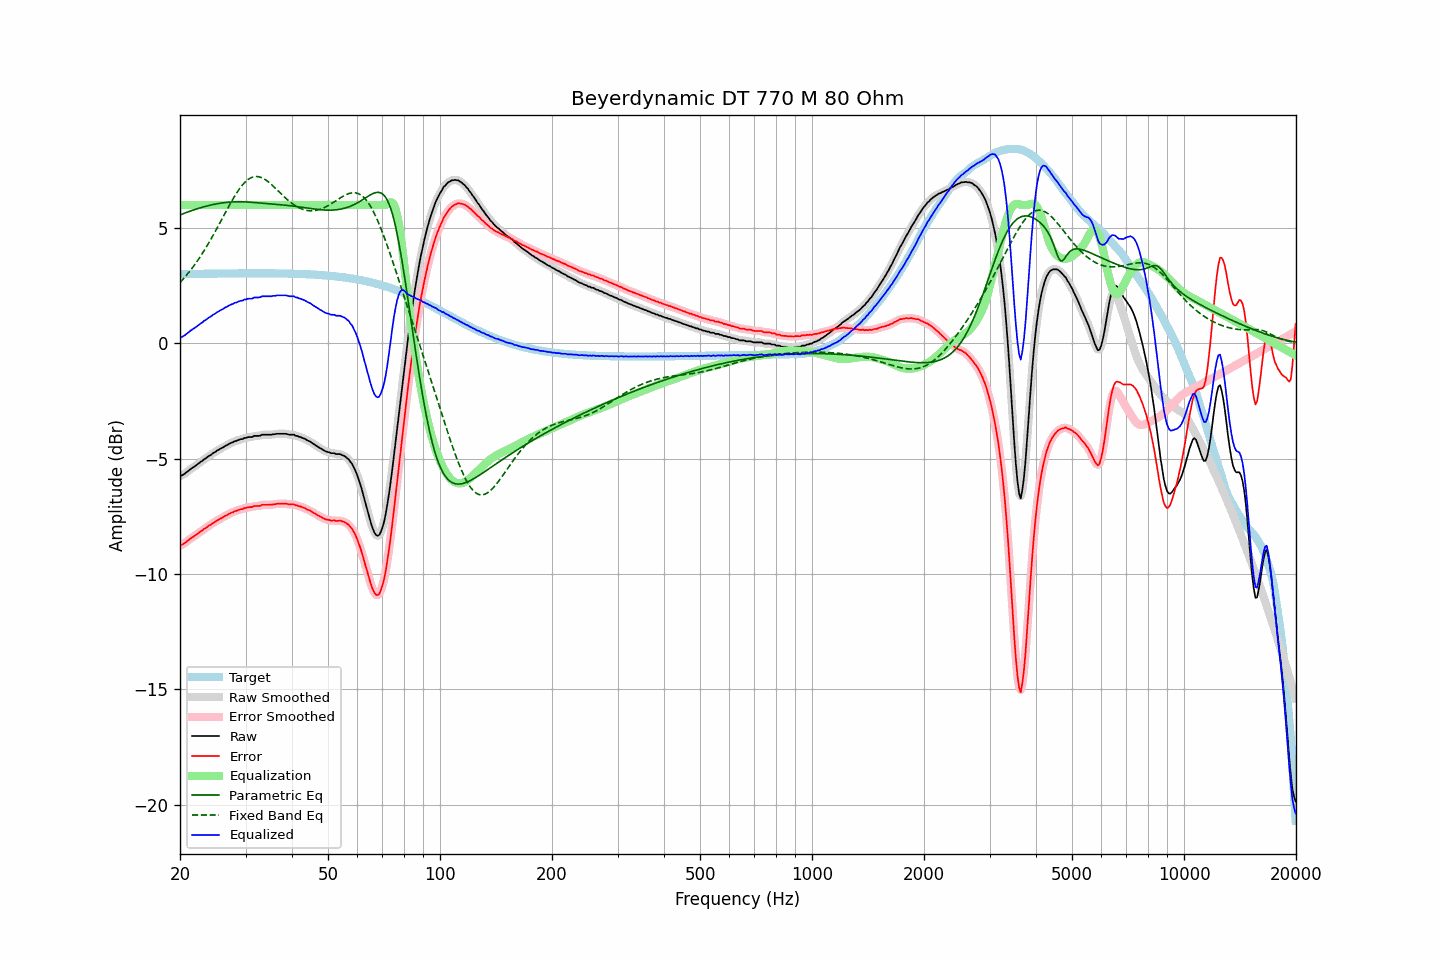 Beyerdynamic DT 770 M 80 Ohm
Amplitude (dBr)
5
0
−5
−10
−15
−20
Target
Raw Smoothed
Error Smoothed
Raw
Error
Equalization
Parametric Eq
Fixed Band Eq
Equalized
20 50 100 200 500 1000 2000 5000 10000 20000
Frequency (Hz)